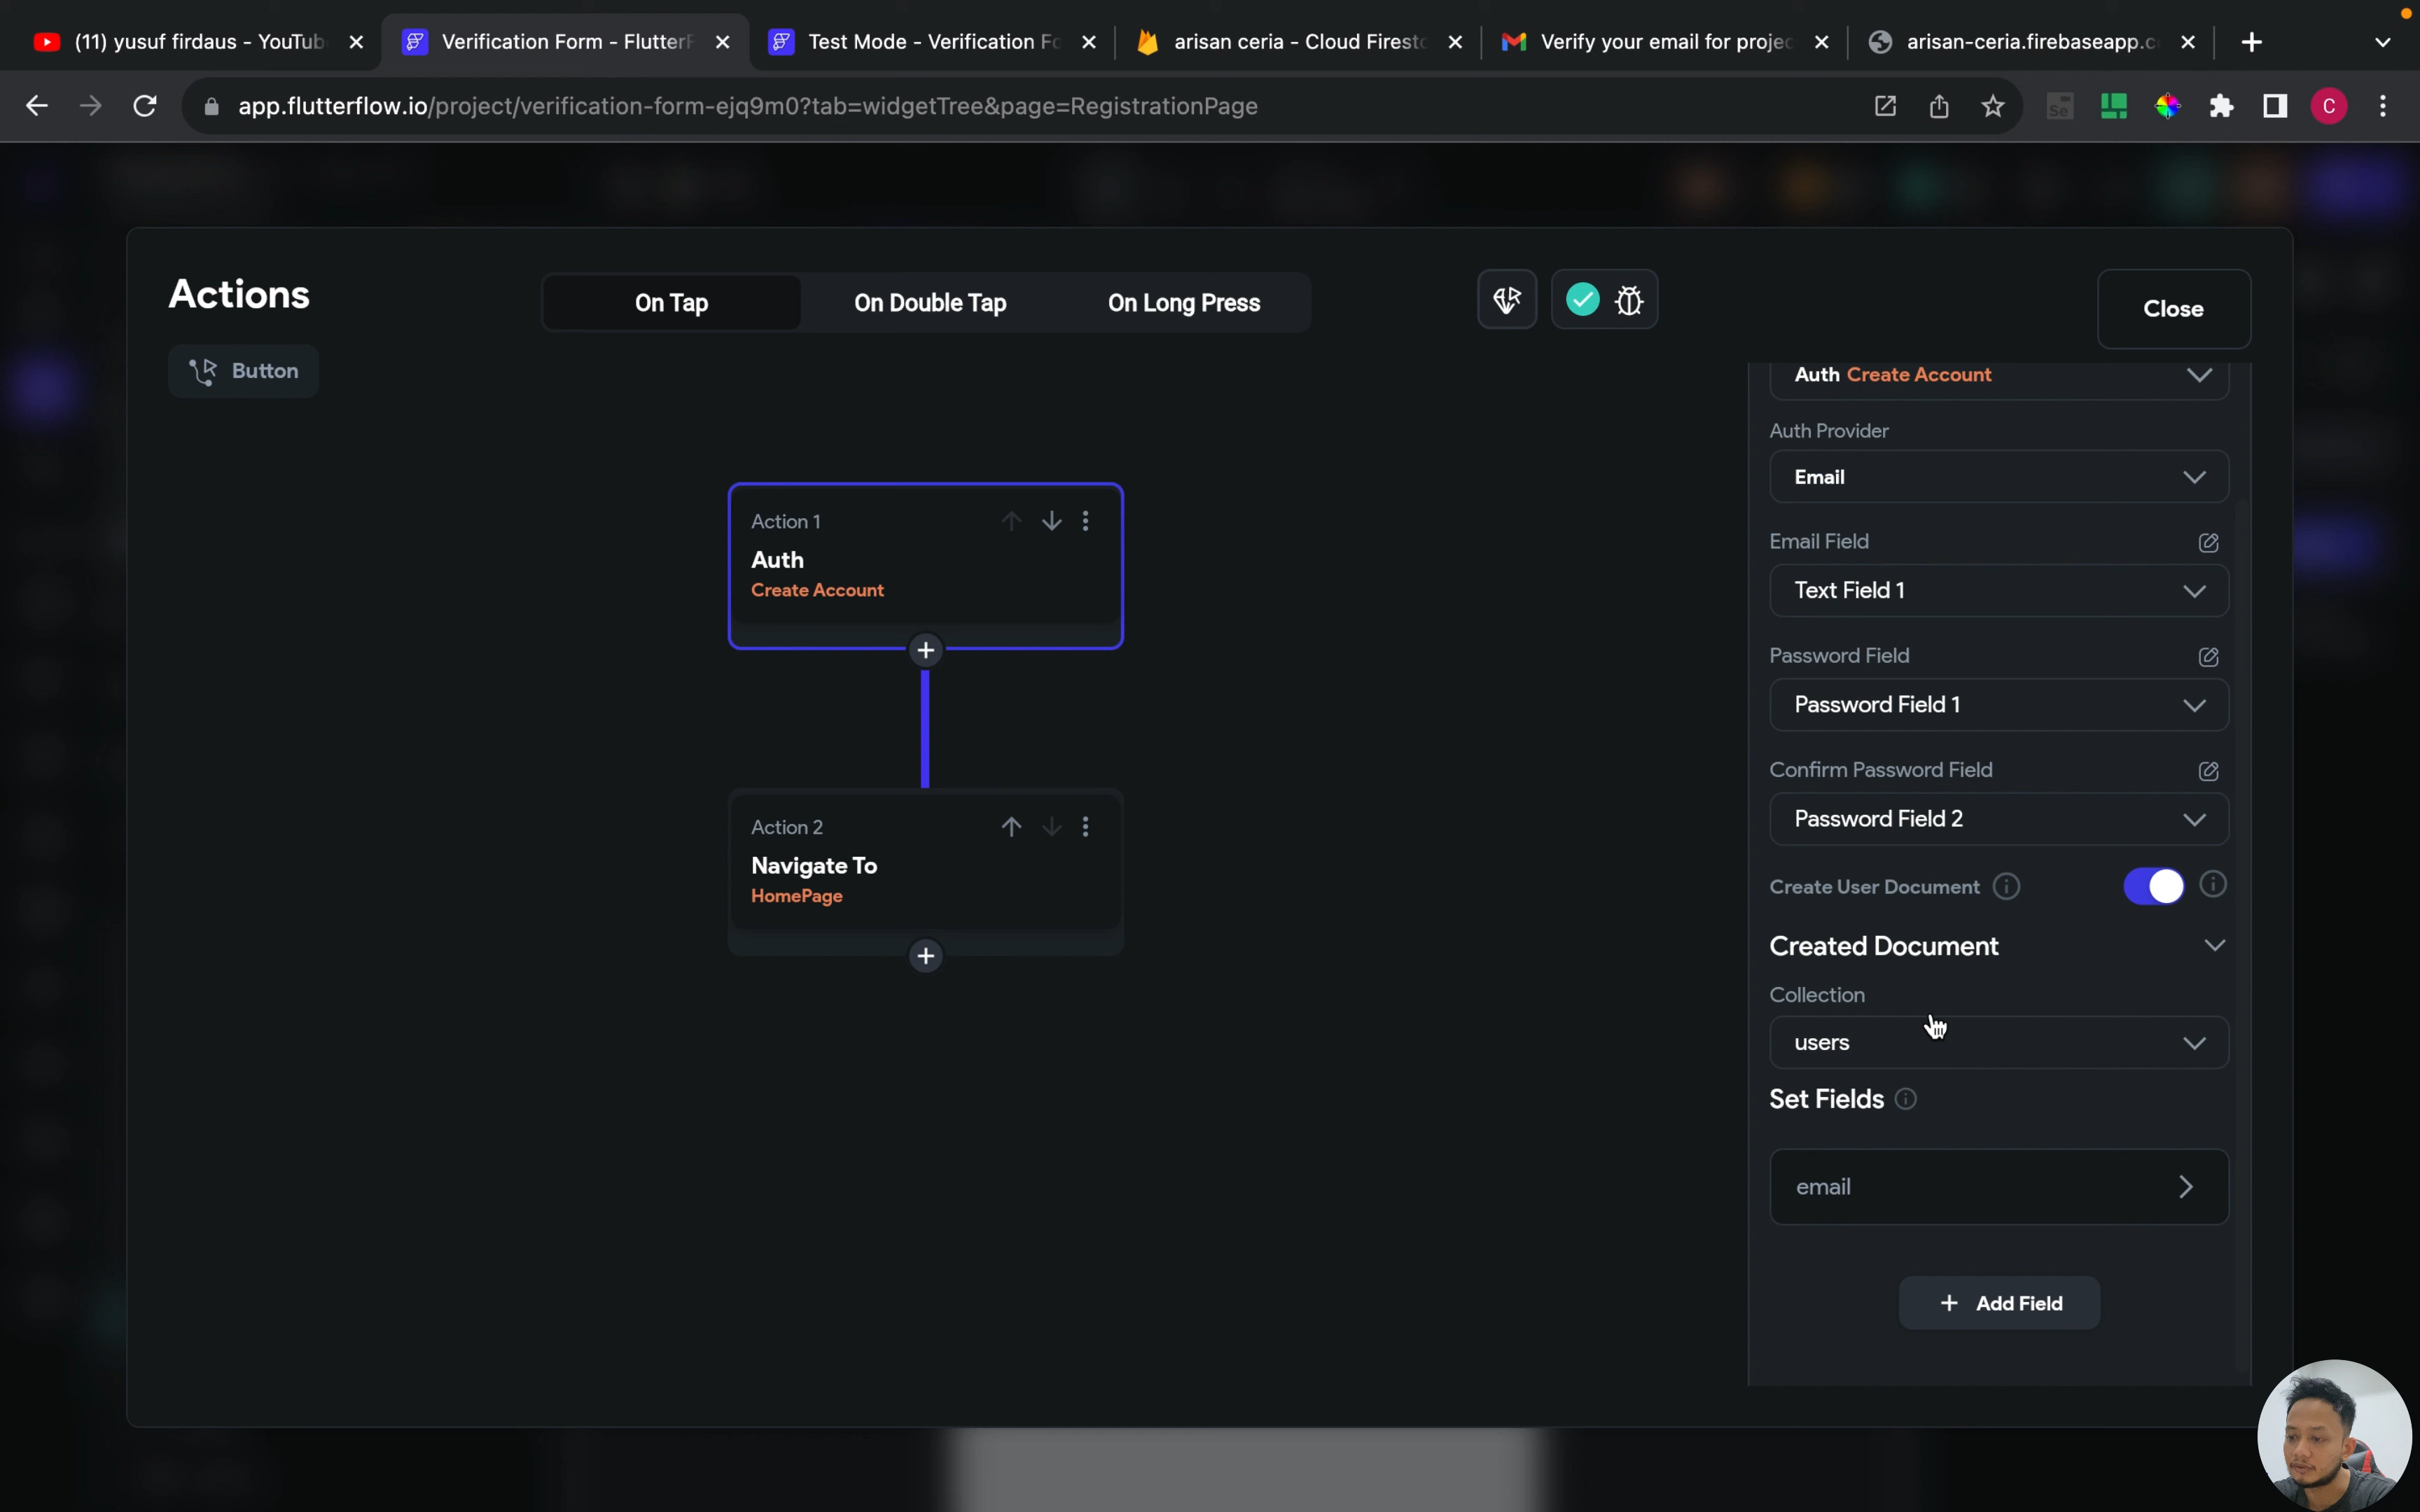 (11) yusuf firdaus - YouTub
Verification Form - FlutterF
Test Mode - Verification Fo
arisan ceria - Cloud Firesto
Verify your email for projec
arisan-ceria.firebaseapp.c
app.flutterflow.io/project/verification-form-ejq9m0?tab=widgetTree&page=RegistrationPage
Se
C
Actions
On Tap
On Double Tap
On Long Press
Close
Button
Auth Create Account
Auth Provider
Email
Action 1
Auth
Create Account
Email Field
Text Field 1
Password Field
Password Field 1
Confirm Password Field
Password Field 2
Action 2
Navigate To
HomePage
Create User Document
Created Document
Collection
users
Set Fields
email
Add Field